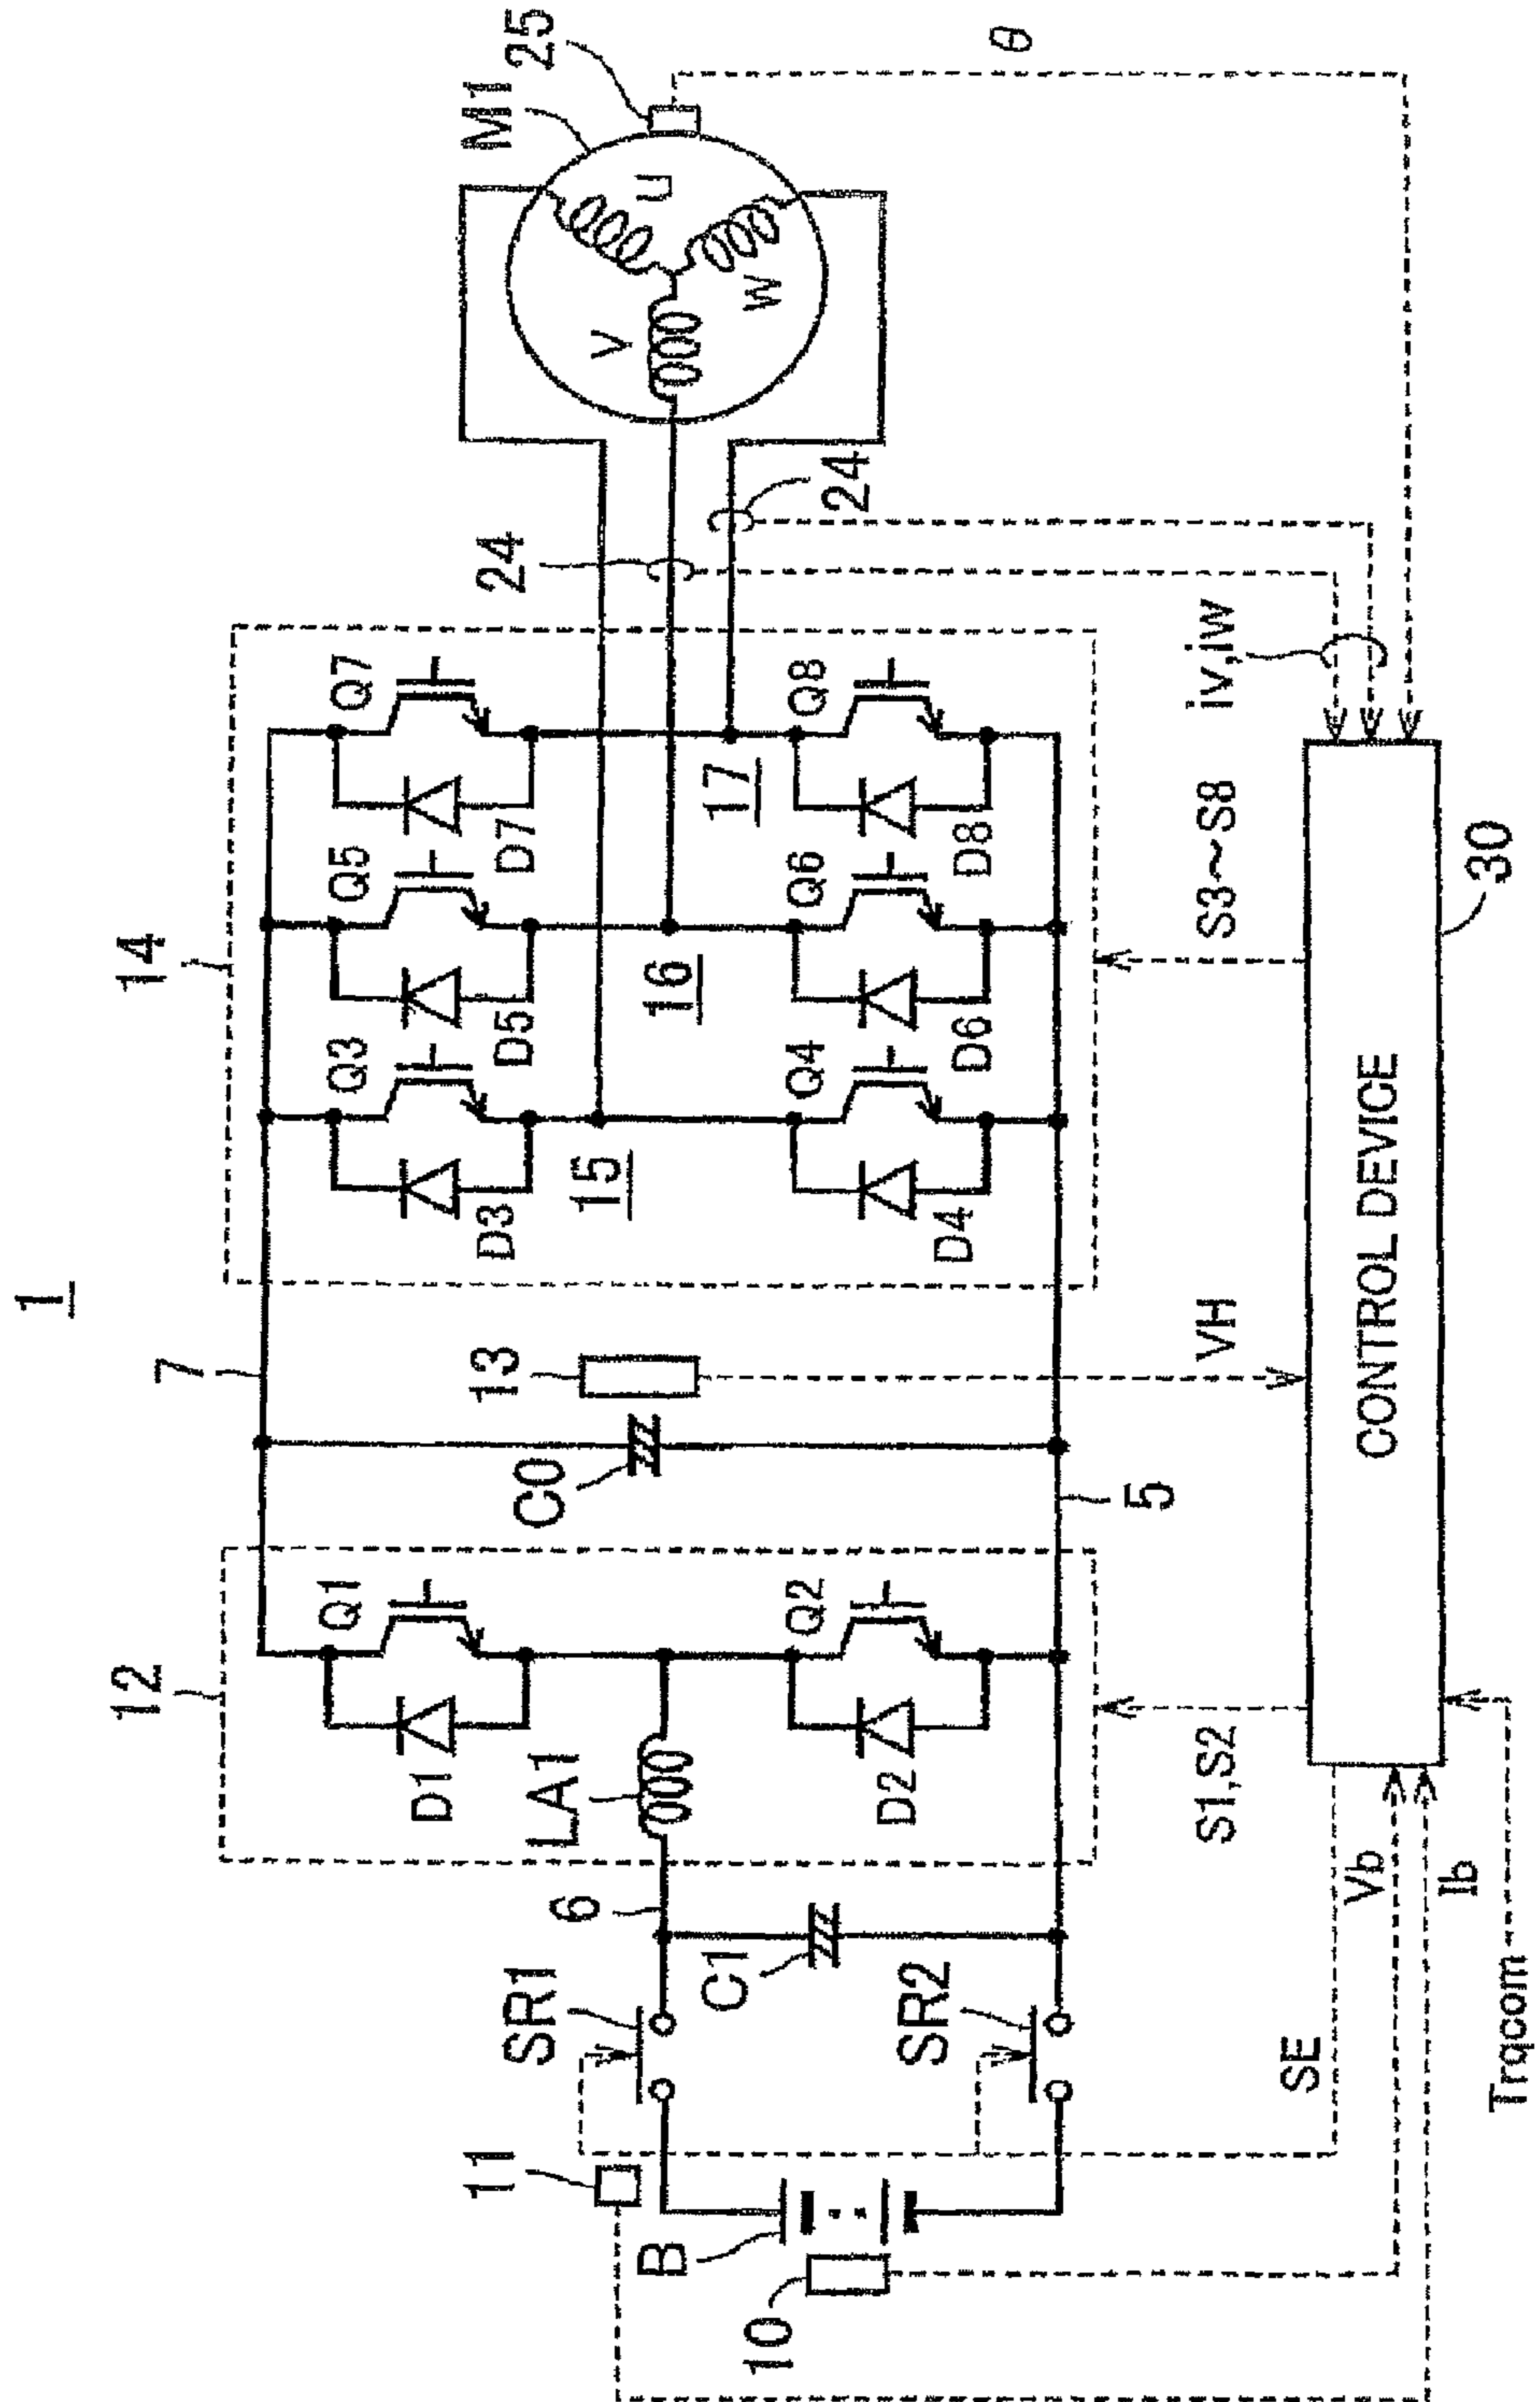 1
12
7
14
Q1
D1
Q3
D3
Q5
D5
Q7
D7
M1
25
U
V
W
θ
11
SR1
6
LA1
C0
13
15
16
17
24
24
B
10
C1
SR2
Q2
D2
Q4
D4
Q6
D6
Q8
D8
5
SE
Vb
Ib
Trqcom
S1,S2
VH
S3~S8
iv,iw
CONTROL DEVICE
30